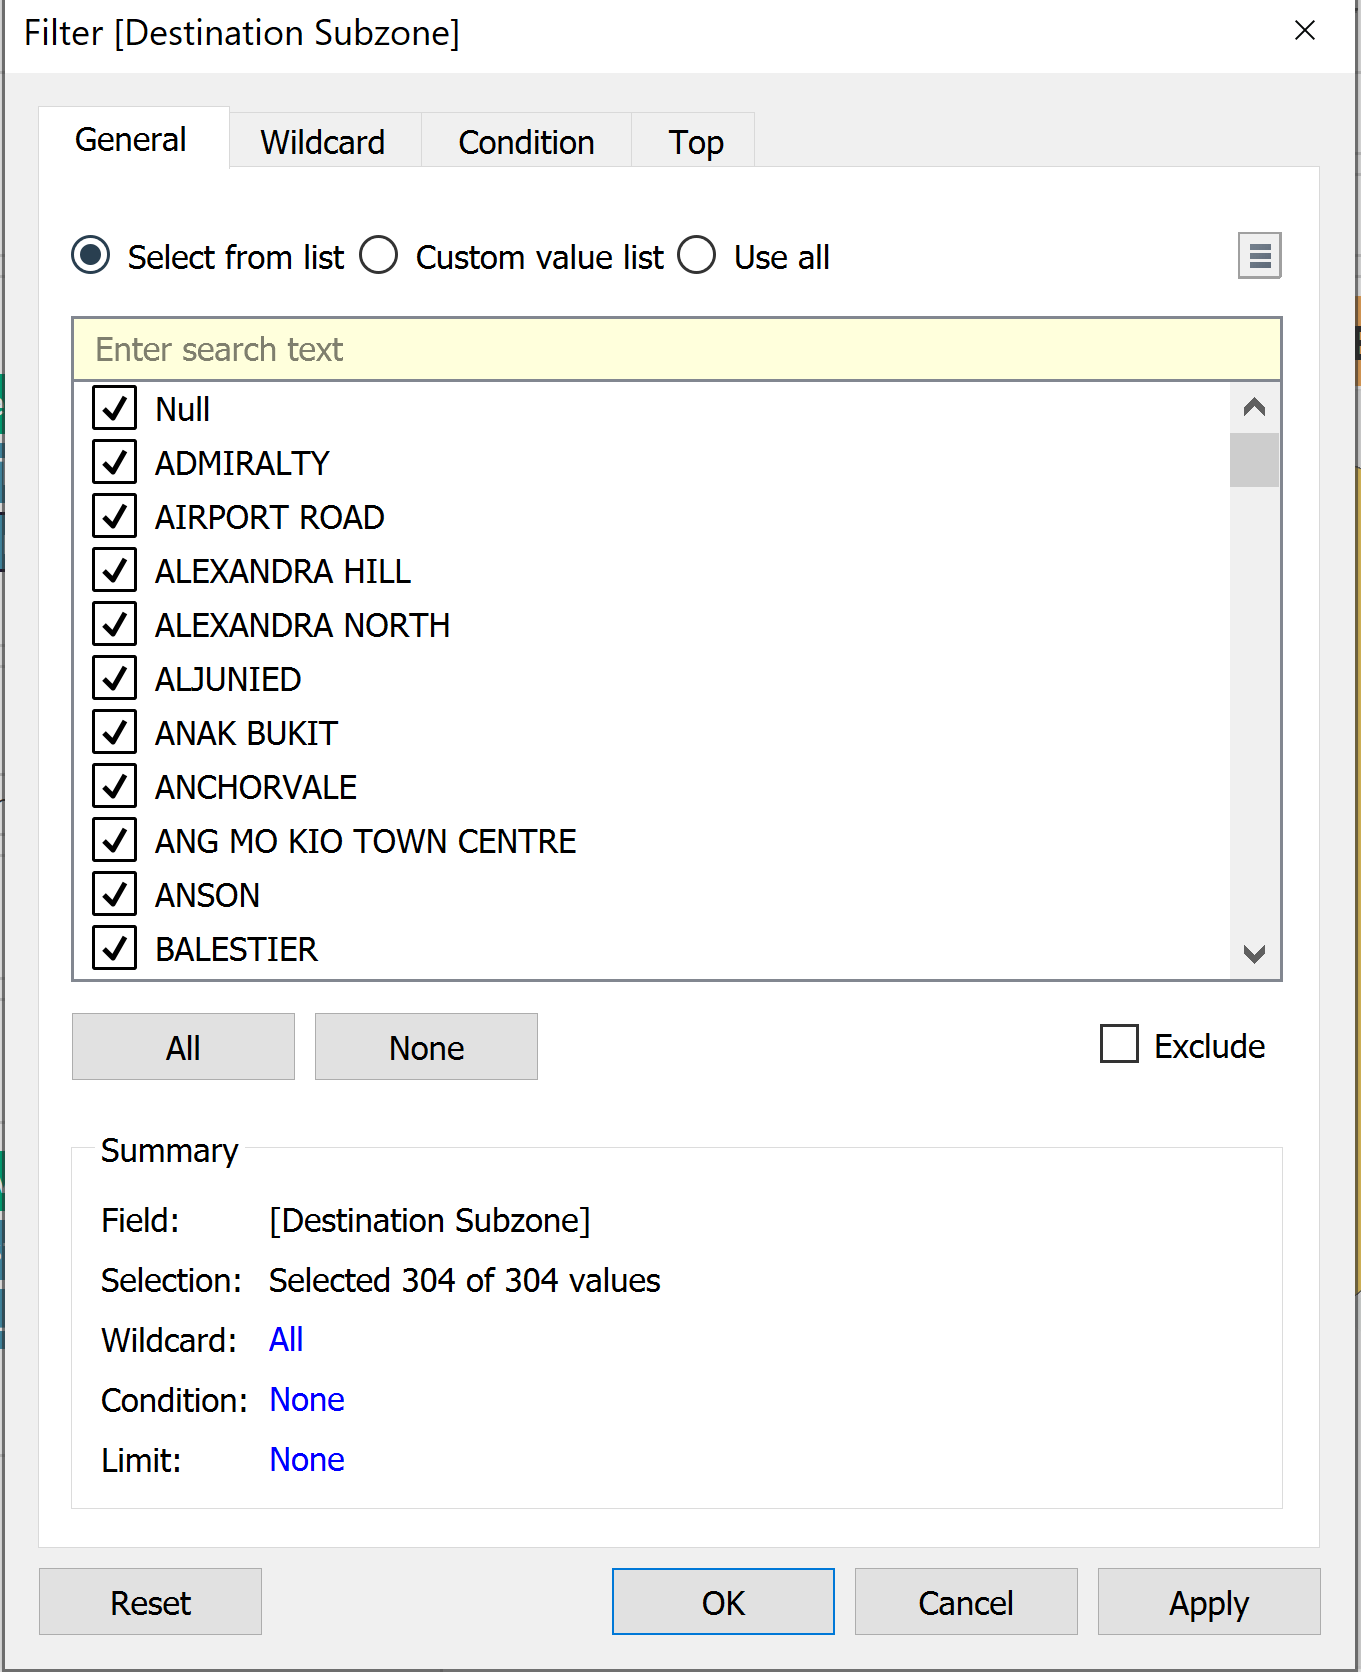 Filter [Destination Subzone]
General Wildcard Condition Top
Select from list Custom value list Use all
Enter search text
Null
ADMIRALTY
AIRPORT ROAD
ALEXANDRA HILL
ALEXANDRA NORTH
ALJUNIED
ANAK BUKIT
ANCHORVALE
ANG MO KIO TOWN CENTRE
ANSON
BALESTIER
All None Exclude
Summary
Field: [Destination Subzone]
Selection: Selected 304 of 304 values
Wildcard: All
Condition: None
Limit: None
Reset OK Cancel Apply